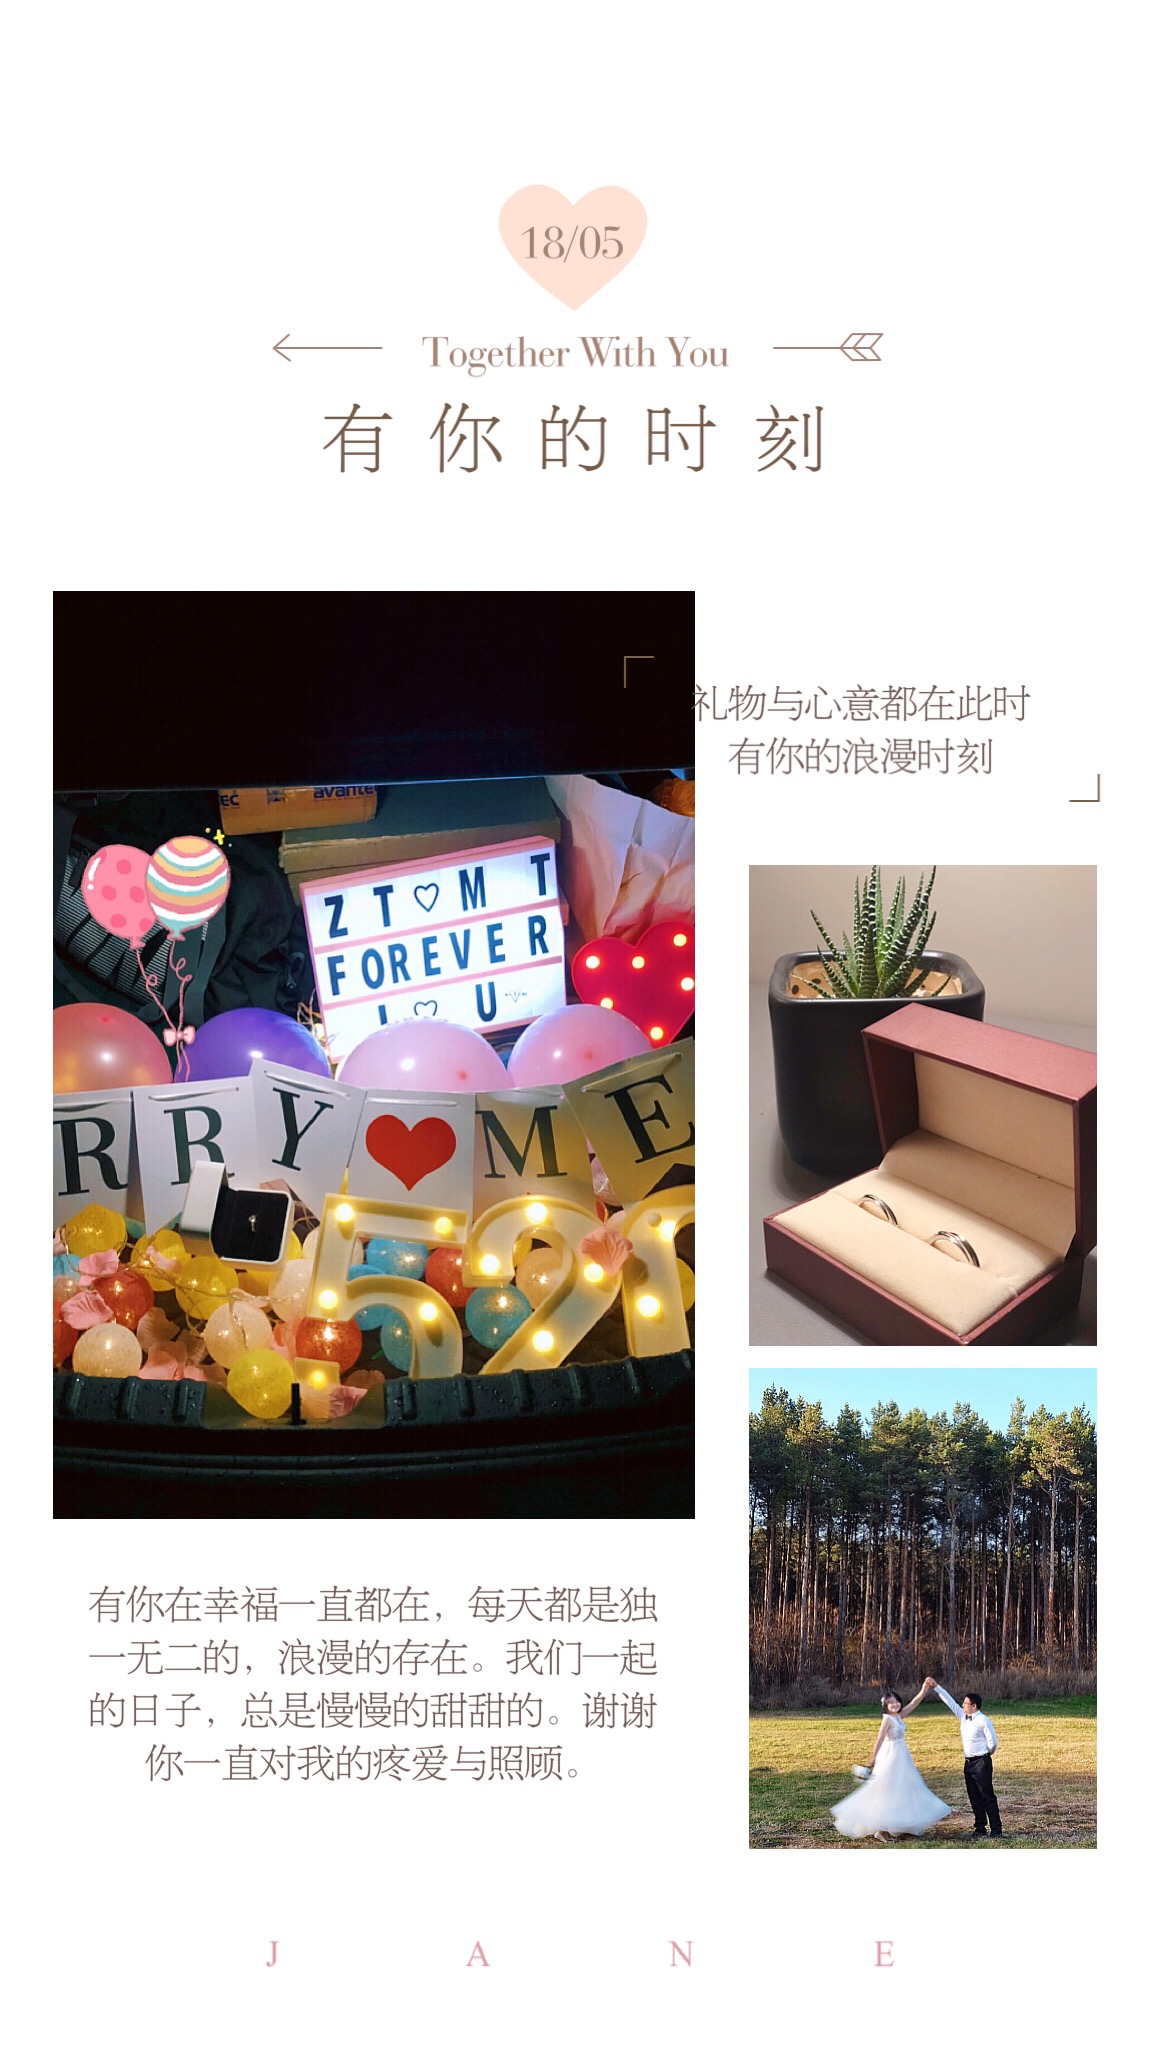 18/05
Together With You
有你的时刻
礼物与心意都在此时
有你的浪漫时刻
EC avante
Z T ♡ M T
FOREVER
I ♡ U
RRY ❤ ME
52
有你在幸福一直都在，每天都是独
一无二的，浪漫的存在。我们一起
的日子，总是慢慢的甜甜的。谢谢
你一直对我的疼爱与照顾。
JANE